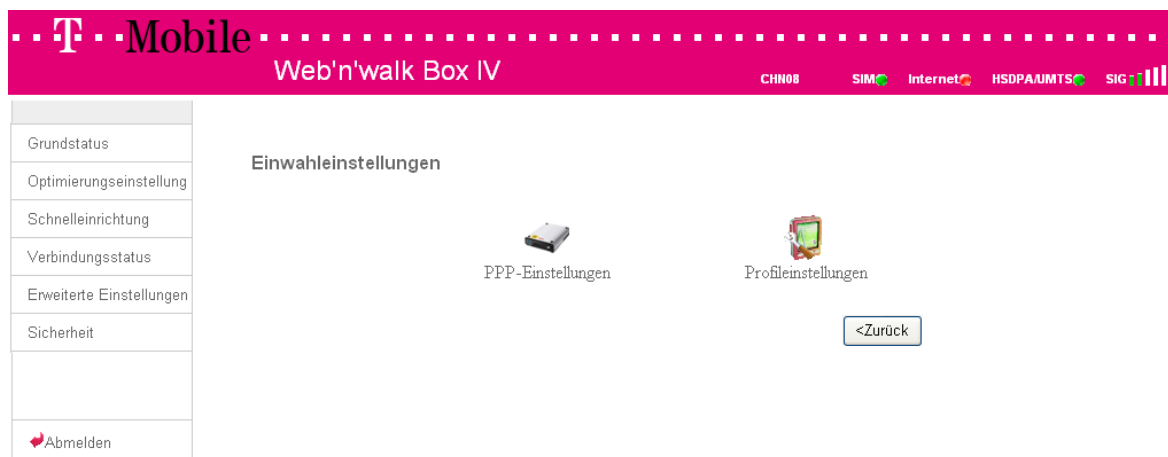 T Mobile
Web'n'walk Box IV
CHN08 SIM Internet HSDPA/UMTS SIG
Grundstatus
Optimierungseinstellung
Schnelleinrichtung
Verbindungsstatus
Erweiterte Einstellungen
Sicherheit
Abmelden
Einwahleinstellungen
PPP-Einstellungen
Profileinstellungen
<Zurück